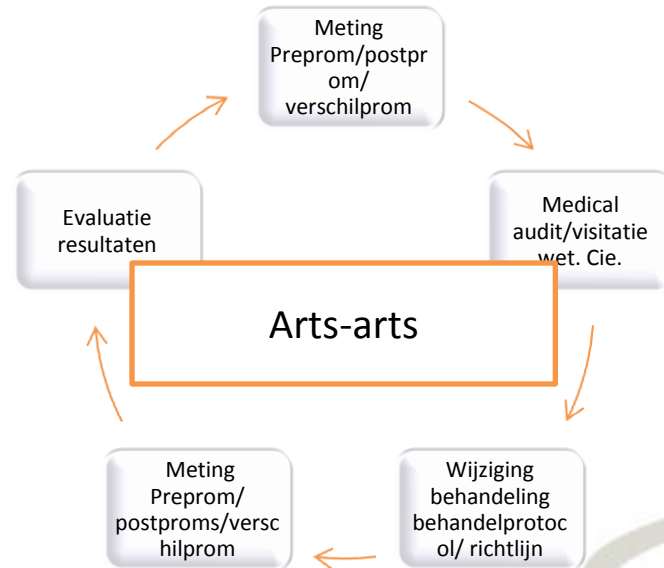 Meting
Preprom/postpr
om/
verschilprom
Medical
audit/visitatie
wet. Cie.
Evaluatie
resultaten
Arts-arts
Meting
Preprom/
postproms/versc
hilprom
Wijziging
behandeling
behandelprotoc
ol/ richtlijn